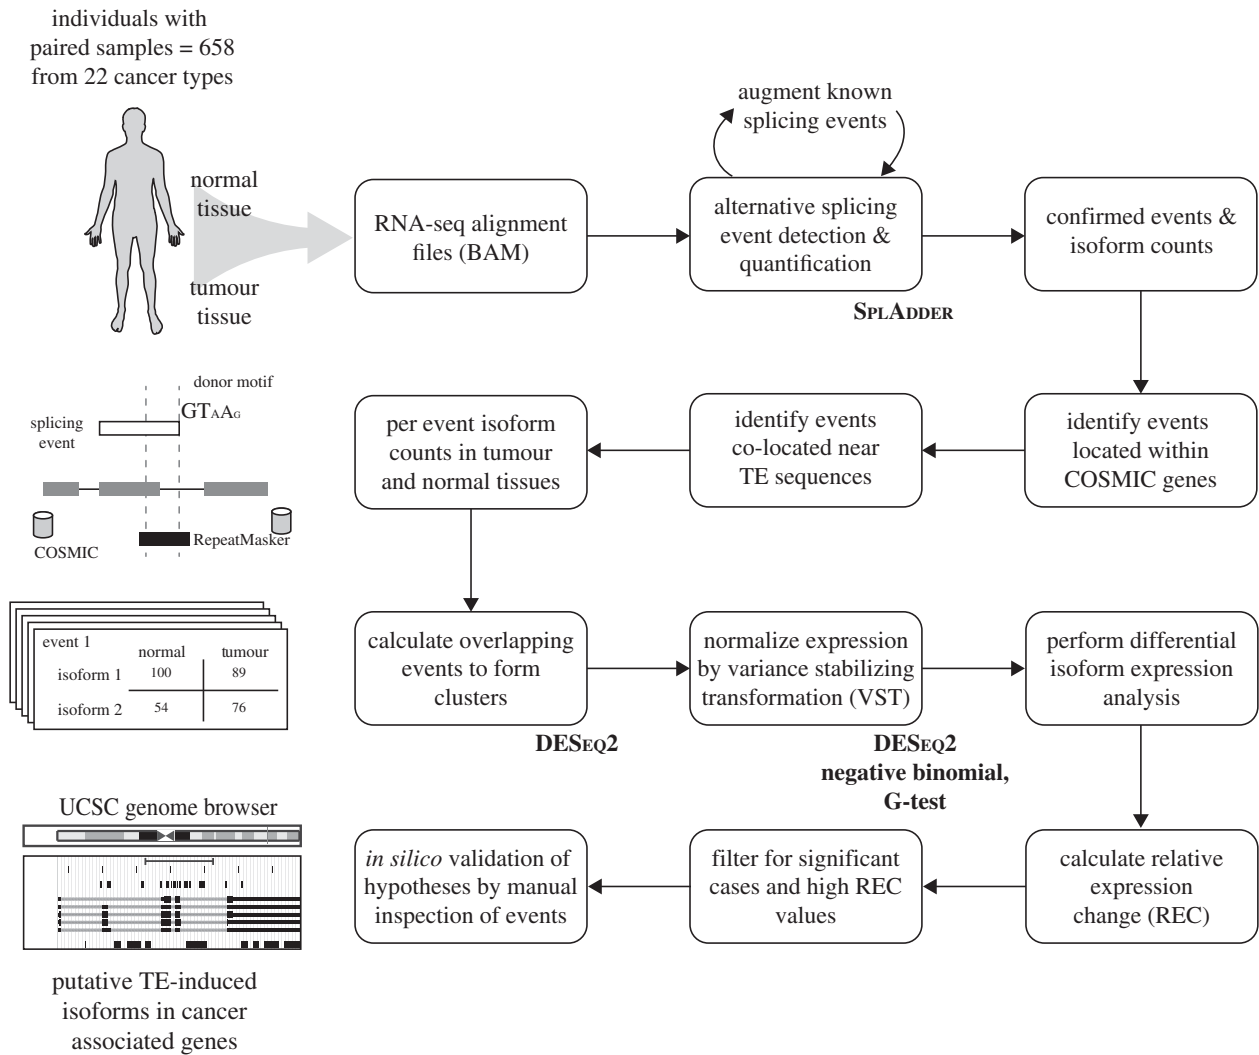 individuals with
paired samples = 658
from 22 cancer types
normal
tissue
tumour
tissue
RNA-seq alignment
files (BAM)
augment known
splicing events
alternative splicing
event detection &
quantification
SPLADDER
confirmed events &
isoform counts
donor motif
GTAAG
splicing
event
COSMIC
RepeatMasker
per event isoform
counts in tumour
and normal tissues
identify events
co-located near
TE sequences
identify events
located within
COSMIC genes
event 1
normal tumour
isoform 1 100 89
isoform 2 54 76
calculate overlapping
events to form
clusters
DESEQ2
normalize expression
by variance stabilizing
transformation (VST)
DESEQ2
negative binomial,
G-test
perform differential
isoform expression
analysis
UCSC genome browser
putative TE-induced
isoforms in cancer
associated genes
in silico validation of
hypotheses by manual
inspection of events
filter for significant
cases and high REC
values
calculate relative
expression
change (REC)